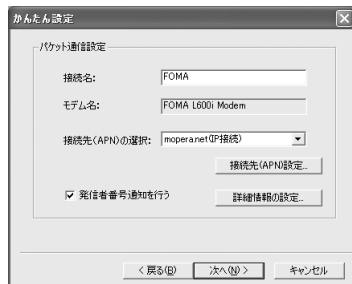 かんたん設定
パケット通信設定
接続名: FOMA
モデム名: FOMA L600i Modem
接続先(APN)の選択: mopera.net(IP接続)
接続先(APN)設定...
発信者番号通知を行う 詳細情報の設定...
< 戻る(B) 次へ(N) > キャンセル